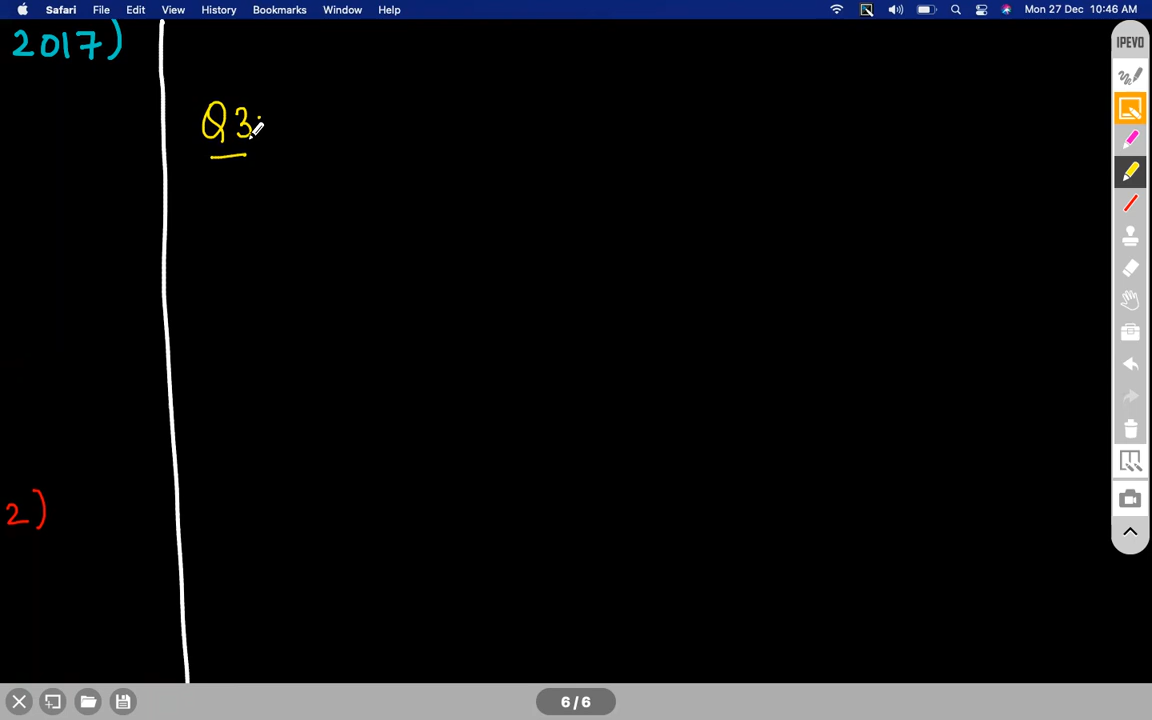 Safari File Edit View History Bookmarks Window Help Mon 27 Dec 10:46 AM
IPEVO
2017)
Q3:
2)
6/6